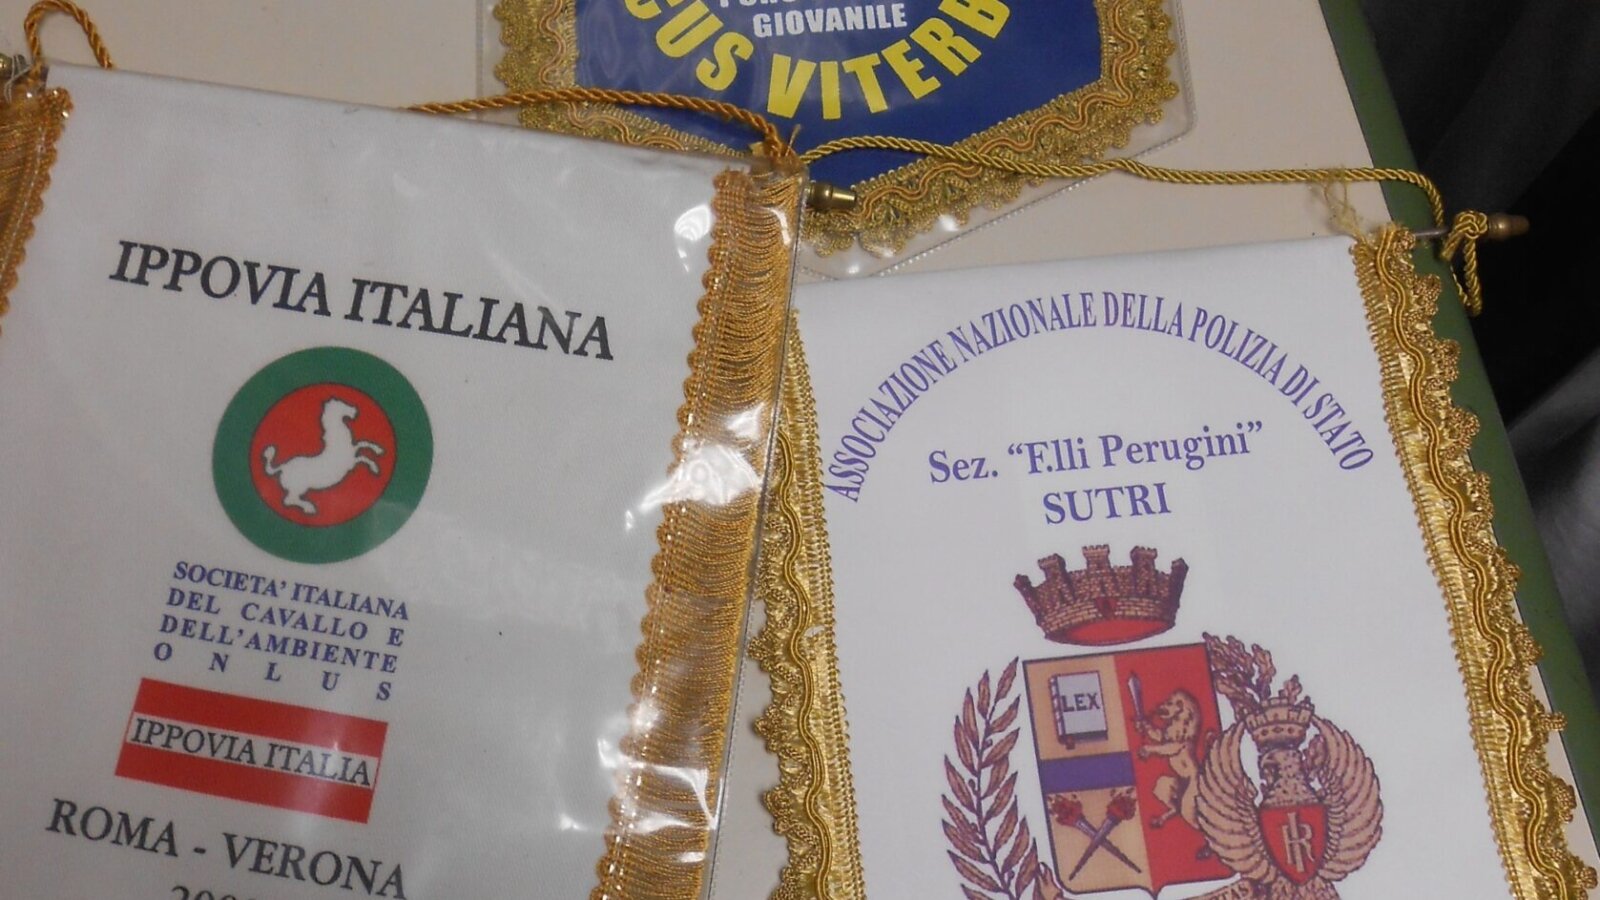 GIOVANILE
CUS VITERB
IPPOVIA ITALIANA
SOCIETA' ITALIANA
DEL CAVALLO E
DELL'AMBIENTE
ONLUS
IPPOVIA ITALIA
ROMA - VERONA
ASSOCIAZIONE NAZIONALE DELLA POLIZIA DI STATO
Sez. "F.lli Perugini"
SUTRI
LEX